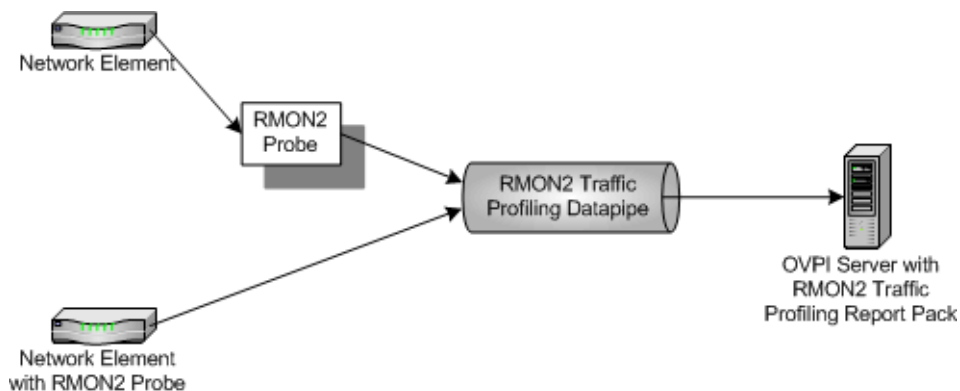 Network Element
RMON2
Probe
RMON2 Traffic
Profiling Datapipe
OVPI Server with
RMON2 Traffic
Profiling Report Pack
Network Element
with RMON2 Probe